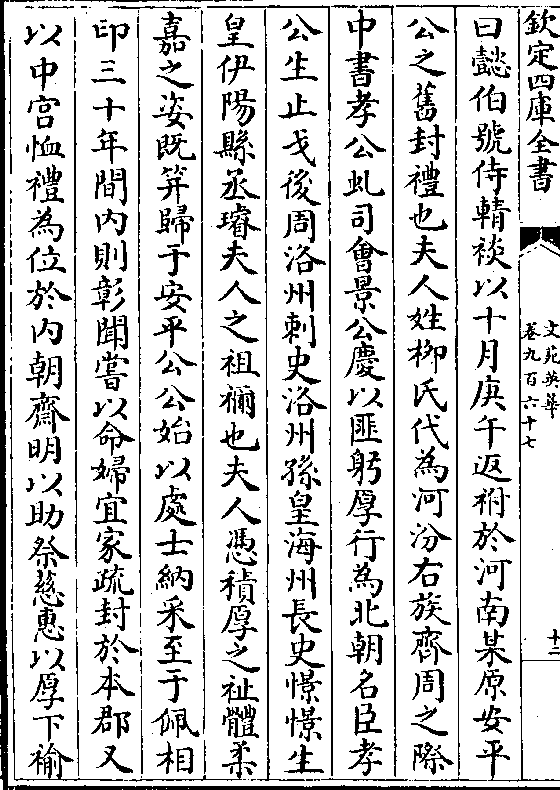 欽定四庫全書
文苑英華
卷九百六十七
十二
曰懿伯號侍輤裧以十月庚午返祔於河南某原安平
公之舊封禮也夫人姓柳氏代為河汾右族齊周之際
中書孝公虬司會景公慶以匪躬厚行為北朝名臣孝
公生止戈後周洛州刺史洛州孫皇海州長史憬憬生
皇伊陽縣丞璿夫人之祖禰也夫人憑積厚之祉體柔
嘉之姿既笄歸于安平公公始以處士納采至于佩相
印三十年間内則彰聞嘗以命婦宜家疏封於本郡又
以中宫恤禮為位於内朝齋明以助祭慈惠以厚下褕